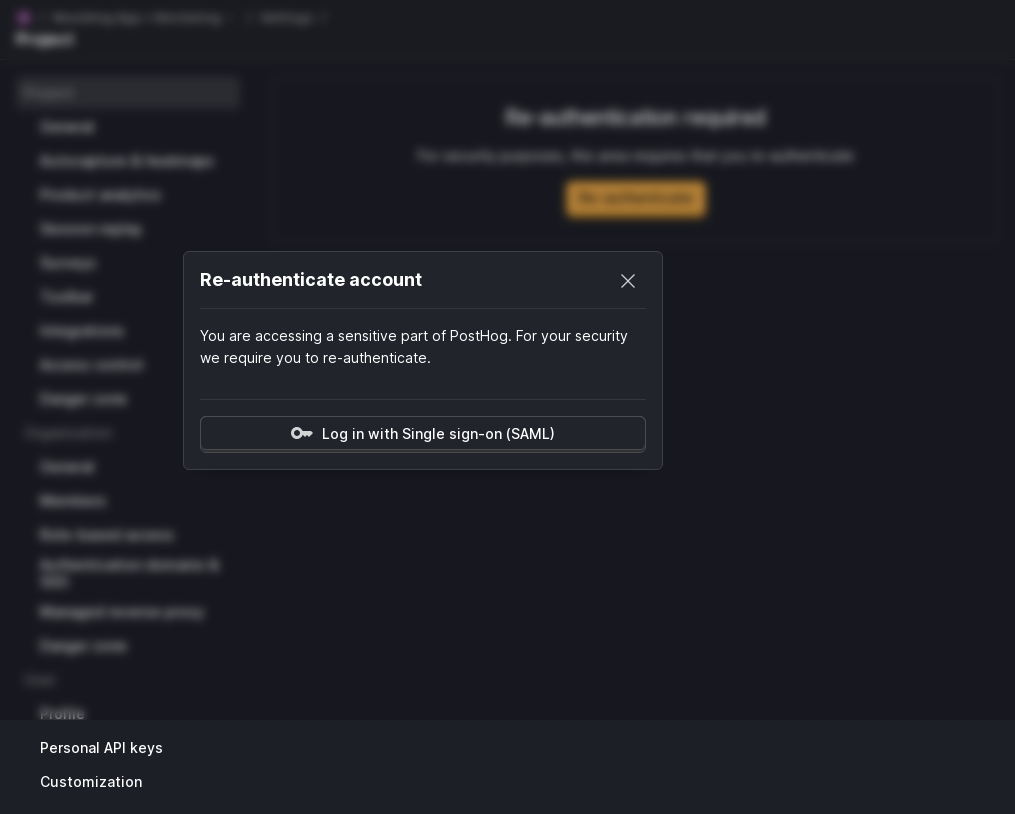 Project
Project
General
Autocapture & heatmaps
Product analytics
Session replay
Surveys
Toolbar
Integrations
Access control
Danger zone
Organization
General
Members
Role-based access
Authentication domains &
SSO
Managed reverse proxy
Danger zone
Profile
Personal API keys
Customization
Re-authentication required
For security purposes, this area requires that you re-authenticate
Re-authenticate
Re-authenticate account
You are accessing a sensitive part of PostHog. For your security
we require you to re-authenticate.
Log in with Single sign-on (SAML)